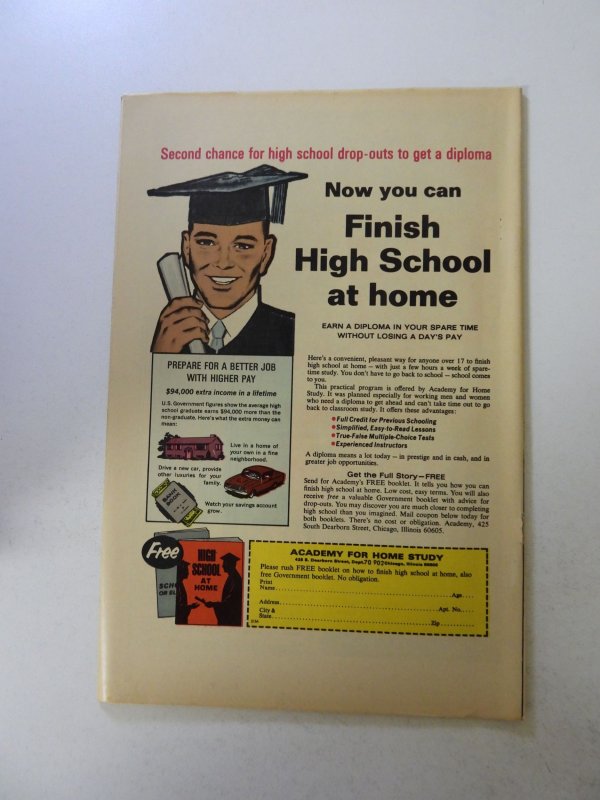 Second chance for high school drop-outs to get a diploma
Now you can
Finish
High School
at home
EARN A DIPLOMA IN YOUR SPARE TIME
WITHOUT LOSING A DAY'S PAY
PREPARE FOR A BETTER JOB
WITH HIGHER PAY
$94,000 extra income in a lifetime
U.S. Government figures show the average high
school graduate earns $94,000 more than the
non-graduate. Here's what the extra money can
mean:
Live in a home of
your own in a fine
neighborhood.
Drive a new car, provide
other luxuries for your
family.
BANK
BOOK
Watch your savings account
grow.
Here's a convenient, pleasant way for anyone over 17 to finish
high school at home — with just a few hours a week of spare-
time study. You don't have to go back to school — school comes
to you.
This practical program is offered by Academy for Home
Study. It was planned especially for working men and women
who need a diploma to get ahead and can't take time out to go
back to classroom study. It offers these advantages:
• Full Credit for Previous Schooling
• Simplified, Easy-to-Read Lessons
• True-False Multiple-Choice Tests
• Experienced Instructors
A diploma means a lot today – in prestige and in cash, and in
greater job opportunities.
Get the Full Story—FREE
Send for Academy's FREE booklet. It tells you how you can
finish high school at home. Low cost, easy terms. You will also
receive free a valuable Government booklet with advice for
drop-outs. You may discover you are much closer to completing
high school than you imagined. Mail coupon below today for
both booklets. There's no cost or obligation. Academy, 425
South Dearborn Street, Chicago, Illinois 60605.
Free
HIGH
SCHOOL
AT
HOME
ACADEMY FOR HOME STUDY
425 S. Dearborn Street, Dept. 70 902 Chicago, Illinois 60605
Please rush FREE booklet on how to finish high school at home, also
free Government booklet. No obligation.
Print
Name Age
Address Apt. No.
City &
State Zip